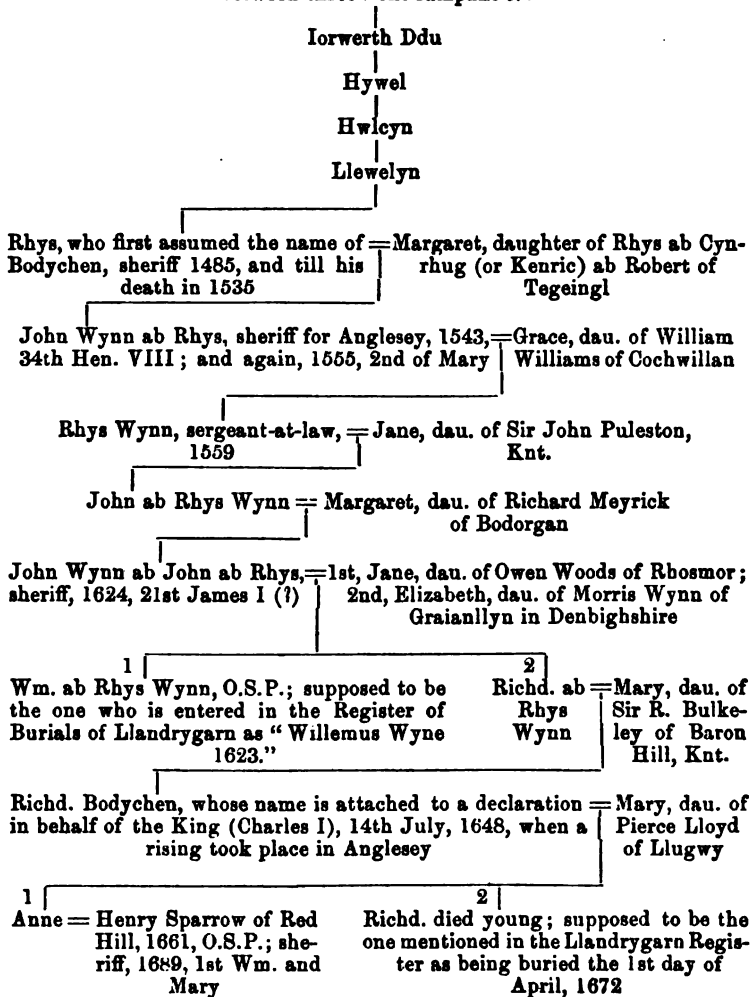 Iorwerth Ddu
Hywel
Hwlcyn
Llewelyn
Rhys, who first assumed the name of = Margaret, daughter of Rhys ab Cyn-
Bodychen, sheriff 1485, and till his rhug (or Kenric) ab Robert of
death in 1535 Tegeingl
John Wynn ab Rhys, sheriff for Anglesey, 1543, = Grace, dau. of William
34th Hen. VIII; and again, 1555, 2nd of Mary Williams of Cochwillan
Rhys Wynn, sergeant-at-law, = Jane, dau. of Sir John Puleston,
1559 Knt.
John ab Rhys Wynn = Margaret, dau. of Richard Meyrick
of Bodorgan
John Wynn ab John ab Rhys, = 1st, Jane, dau. of Owen Woods of Rbosmor;
sheriff, 1624, 21st James I (?) 2nd, Elizabeth, dau. of Morris Wynn of
Graianllyn in Denbighshire
1 2
Wm. ab Rhys Wynn, O.S.P.; supposed to be Richd. ab = Mary, dau. of
the one who is entered in the Register of Rhys Sir R. Bulke-
Burials of Llandrygarn as "Willemus Wyne Wynn ley of Baron
1623." Hill, Knt.
Richd. Bodychen, whose name is attached to a declaration = Mary, dau. of
in behalf of the King (Charles I), 14th July, 1648, when a Pierce Lloyd
rising took place in Anglesey of Llugwy
1 2
Anne = Henry Sparrow of Red Richd. died young; supposed to be the
Hill, 1661, O.S.P.; she- one mentioned in the Llandrygarn Regis-
riff, 1689, 1st Wm. and ter as being buried the 1st day of
Mary April, 1672